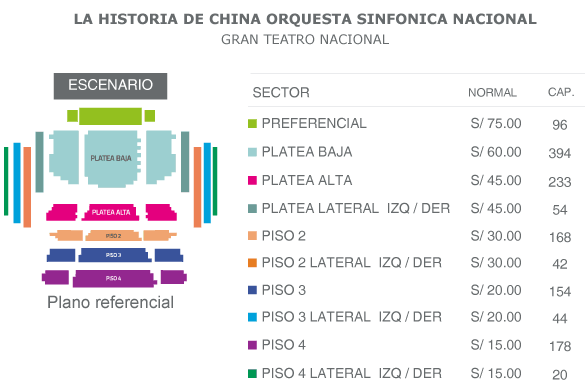 LA HISTORIA DE CHINA ORQUESTA SINFONICA NACIONAL
GRAN TEATRO NACIONAL
ESCENARIO
PLATEA BAJA
PLATEA ALTA
PISO 2
PISO 3
PISO 4
Plano referencial
SECTOR NORMAL CAP.
PREFERENCIAL S/ 75.00 96
PLATEA BAJA S/ 60.00 394
PLATEA ALTA S/ 45.00 233
PLATEA LATERAL IZQ / DER S/ 45.00 54
PISO 2 S/ 30.00 168
PISO 2 LATERAL IZQ / DER S/ 30.00 42
PISO 3 S/ 20.00 154
PISO 3 LATERAL IZQ / DER S/ 20.00 44
PISO 4 S/ 15.00 178
PISO 4 LATERAL IZQ / DER S/ 15.00 20